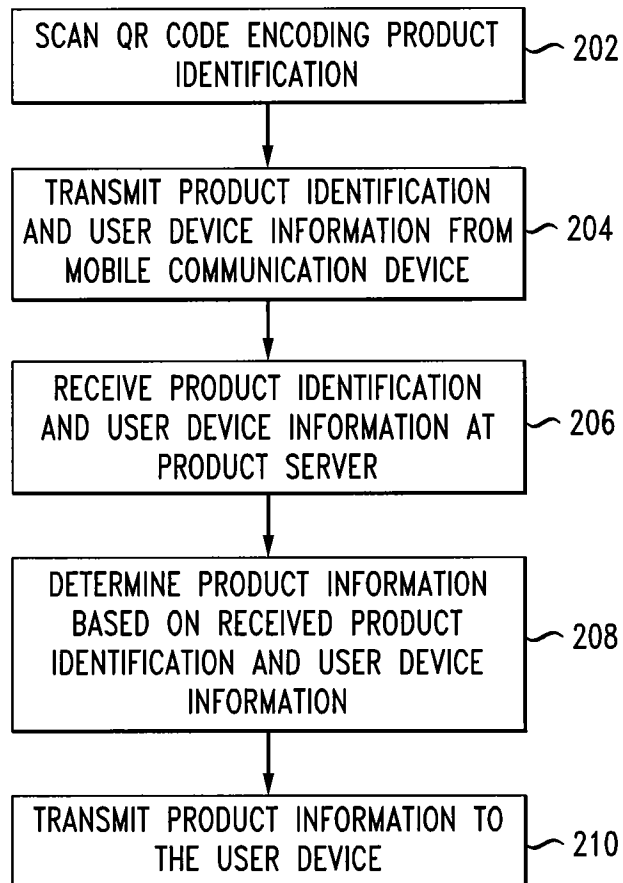 SCAN QR CODE ENCODING PRODUCT
IDENTIFICATION
202
TRANSMIT PRODUCT IDENTIFICATION
AND USER DEVICE INFORMATION FROM
MOBILE COMMUNICATION DEVICE
204
RECEIVE PRODUCT IDENTIFICATION
AND USER DEVICE INFORMATION AT
PRODUCT SERVER
206
DETERMINE PRODUCT INFORMATION
BASED ON RECEIVED PRODUCT
IDENTIFICATION AND USER DEVICE
INFORMATION
208
TRANSMIT PRODUCT INFORMATION TO
THE USER DEVICE
210